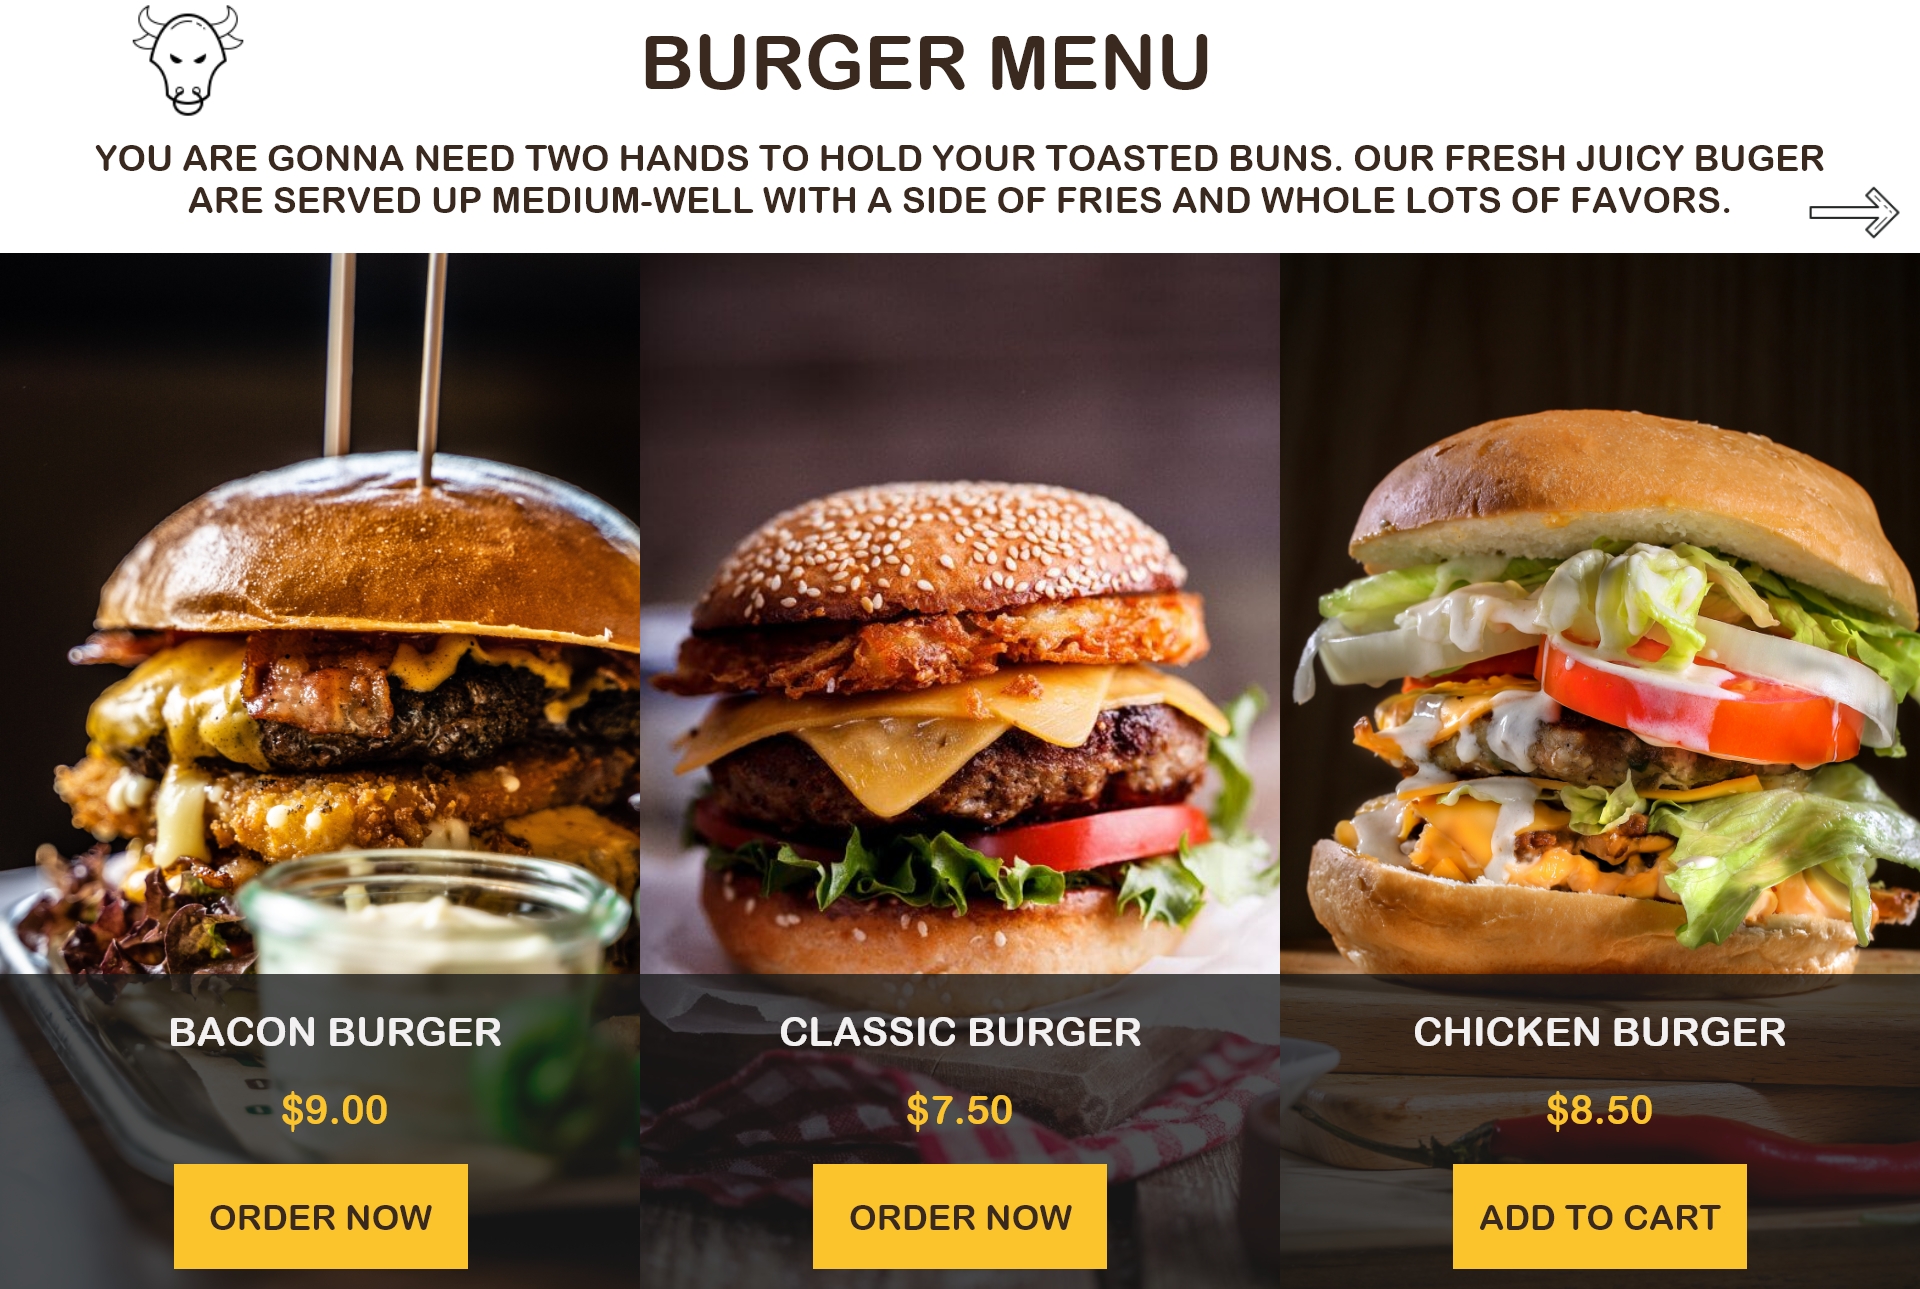 BURGER MENU
YOU ARE GONNA NEED TWO HANDS TO HOLD YOUR TOASTED BUNS. OUR FRESH JUICY BUGER
ARE SERVED UP MEDIUM-WELL WITH A SIDE OF FRIES AND WHOLE LOTS OF FAVORS.
BACON BURGER
$9.00
ORDER NOW
CLASSIC BURGER
$7.50
ORDER NOW
CHICKEN BURGER
$8.50
ADD TO CART